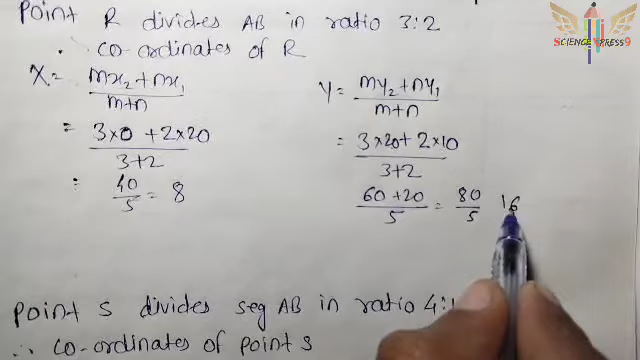 Point R divides AB in ratio 3:2
∴ co-ordinates of R
X = mx₂+nx₁ / m+n
= 3×0 +2×20 / 3+2
= 40/5 = 8
Y = my₂+ny₁ / m+n
= 3×20+ 2×10 / 3+2
60 +20 / 5 = 80/5 16
Point S divides seg AB in ratio 4:1
∴ co-ordinates of point S
SCIENCE XPRESS9